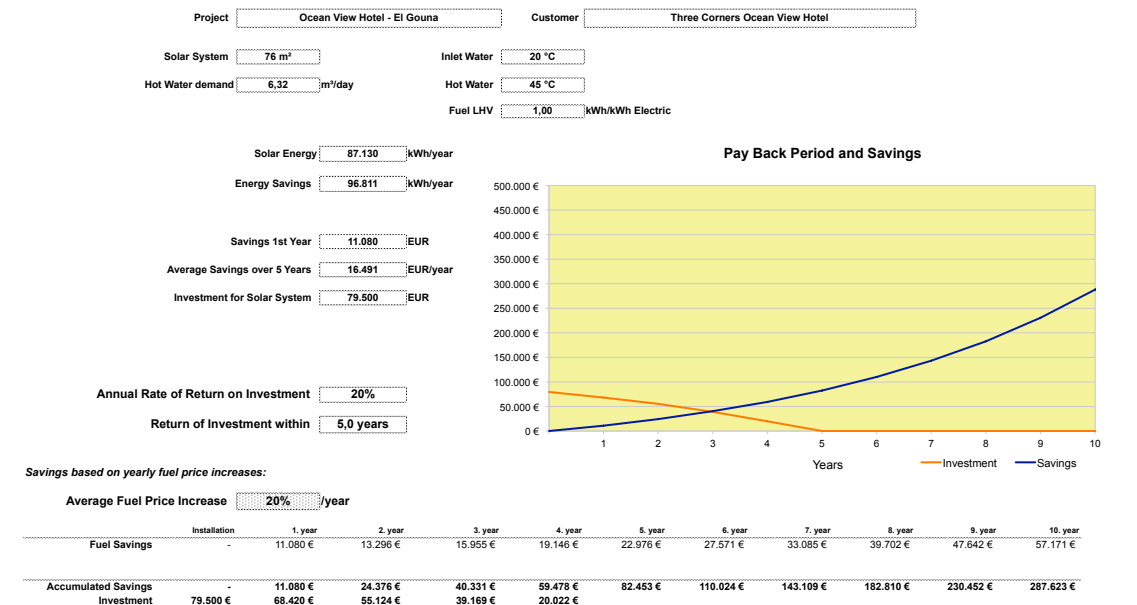 Project Ocean View Hotel - El Gouna Customer Three Corners Ocean View Hotel
Solar System 76 m² Inlet Water 20 °C
Hot Water demand 6,32 m³/day Hot Water 45 °C
Fuel LHV 1,00 kWh/kWh Electric
Solar Energy 87.130 kWh/year
Energy Savings 96.811 kWh/year
Savings 1st Year 11.080 EUR
Average Savings over 5 Years 16.491 EUR/year
Investment for Solar System 79.500 EUR
Annual Rate of Return on Investment 20%
Return of Investment within 5,0 years
Pay Back Period and Savings
500.000 €
450.000 €
400.000 €
350.000 €
300.000 €
250.000 €
200.000 €
150.000 €
100.000 €
50.000 €
0 €
1 2 3 4 5 6 7 8 9 10
Years Investment Savings
Savings based on yearly fuel price increases:
Average Fuel Price Increase 20% /year
Installation 1. year 2. year 3. year 4. year 5. year 6. year 7. year 8. year 9. year 10. year
Fuel Savings - 11.080 € 13.296 € 15.955 € 19.146 € 22.976 € 27.571 € 33.085 € 39.702 € 47.642 € 57.171 €
Accumulated Savings - 11.080 € 24.376 € 40.331 € 59.478 € 82.453 € 110.024 € 143.109 € 182.810 € 230.452 € 287.623 €
Investment 79.500 € 68.420 € 55.124 € 39.169 € 20.022 €